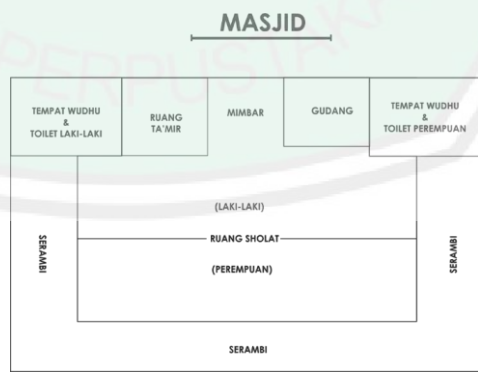 MASJID
PERPUSTAKA
TEMPAT WUDHU
&
TOILET LAKI-LAKI
RUANG
TA'MIR
MIMBAR
GUDANG
TEMPAT WUDHU
&
TOILET PEREMPUAN
(LAKI-LAKI)
SERAMBI
RUANG SHOLAT
SERAMBI
(PEREMPUAN)
SERAMBI